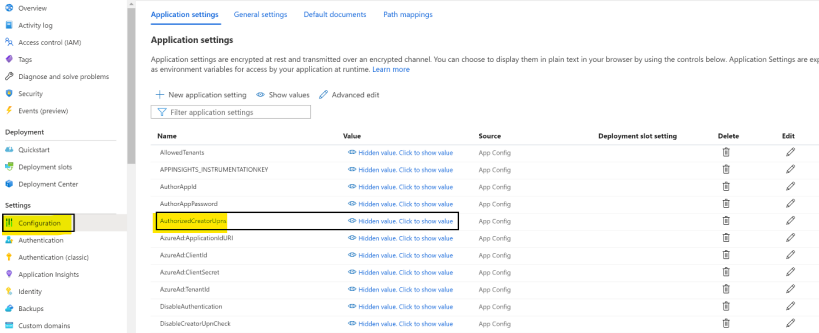 Overview
Activity log
Access control (IAM)
Tags
Diagnose and solve problems
Security
Events (preview)
Deployment
Quickstart
Deployment slots
Deployment Center
Settings
Configuration
Authentication
Authentication (classic)
Application Insights
Identity
Backups
Custom domains
Application settings General settings Default documents Path mappings
Application settings
Application settings are encrypted at rest and transmitted over an encrypted channel. You can choose to display them in plain text in your browser by using the controls below. Application Settings are exp
as environment variables for access by your application at runtime. Learn more
New application setting Show values Advanced edit
Filter application settings
Name Value Source Deployment slot setting Delete Edit
AllowedTenants Hidden value. Click to show value App Config
APPINSIGHTS_INSTRUMENTATIONKEY Hidden value. Click to show value App Config
AuthorAppId Hidden value. Click to show value App Config
AuthorAppPassword Hidden value. Click to show value App Config
AuthorizedCreatorUpns Hidden value. Click to show value App Config
AzureAd:ApplicationIdURI Hidden value. Click to show value App Config
AzureAd:ClientId Hidden value. Click to show value App Config
AzureAd:ClientSecret Hidden value. Click to show value App Config
AzureAd:TenantId Hidden value. Click to show value App Config
DisableAuthentication Hidden value. Click to show value App Config
DisableCreatorUpnCheck Hidden value. Click to show value App Config